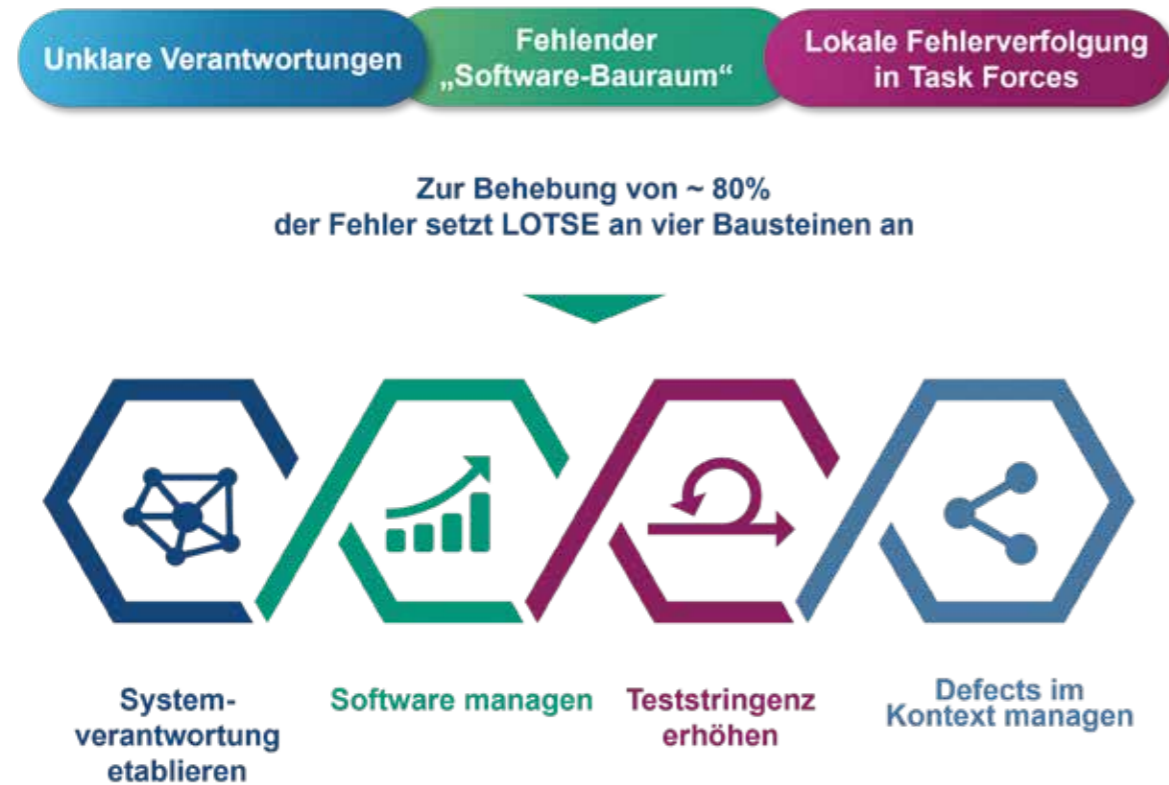 Unklare Verantwortungen
Fehlender
„Software-Bauraum“
Lokale Fehlerverfolgung
in Task Forces
Zur Behebung von ~ 80%
der Fehler setzt LOTSE an vier Bausteinen an
System-
verantwortung
etablieren
Software managen
Teststringenz
erhöhen
Defects im
Kontext managen